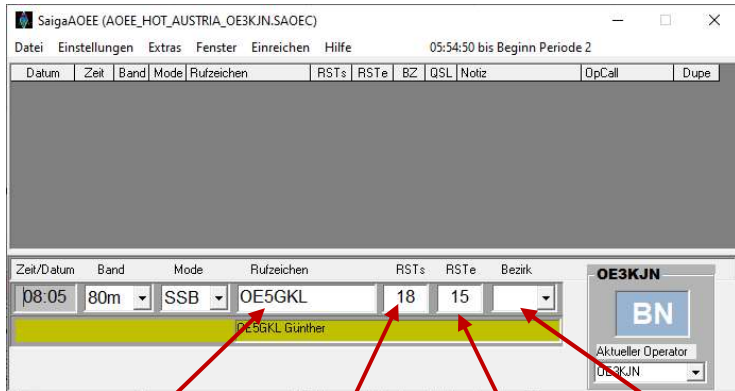 SaigaAOEE (AOEE_HOT_AUSTRIA_OE3KJN.SAOEC)
Datei Einstellungen Extras Fenster Einreichen Hilfe 05:54:50 bis Beginn Periode 2
Datum Zeit Band Mode Rufzeichen RSTs RSTe BZ QSL Notiz OpCall Dupe
Zeit/Datum Band Mode Rufzeichen RSTs RSTe Bezirk
08:05 80m SSB OE5GKL 18 15
OE5GKL Günther
OE3KJN
BN
Aktueller Operator
OE3KJN